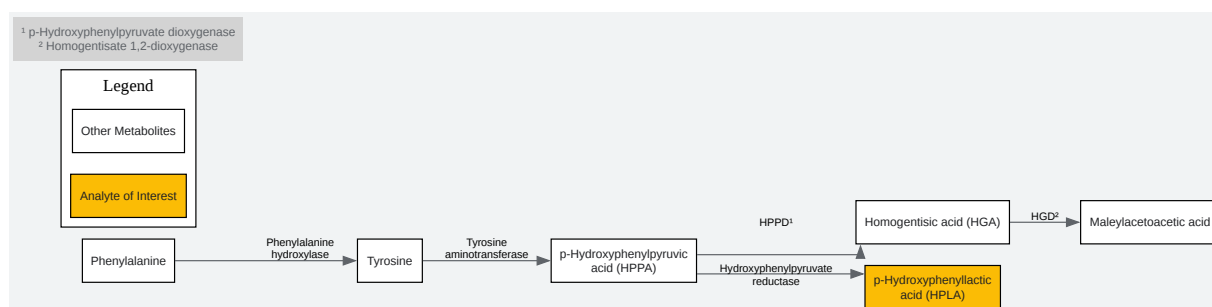 ¹ p-Hydroxyphenylpyruvate dioxygenase
² Homogentisate 1,2-dioxygenase
Legend
Other Metabolites
Analyte of Interest
Phenylalanine
Phenylalanine
hydroxylase
Tyrosine
Tyrosine
aminotransferase
p-Hydroxyphenylpyruvic
acid (HPPA)
HPPD¹
Homogentisic acid (HGA)
HGD²
Maleylacetoacetic acid
Hydroxyphenylpyruvate
reductase
p-Hydroxyphenyllactic
acid (HPLA)